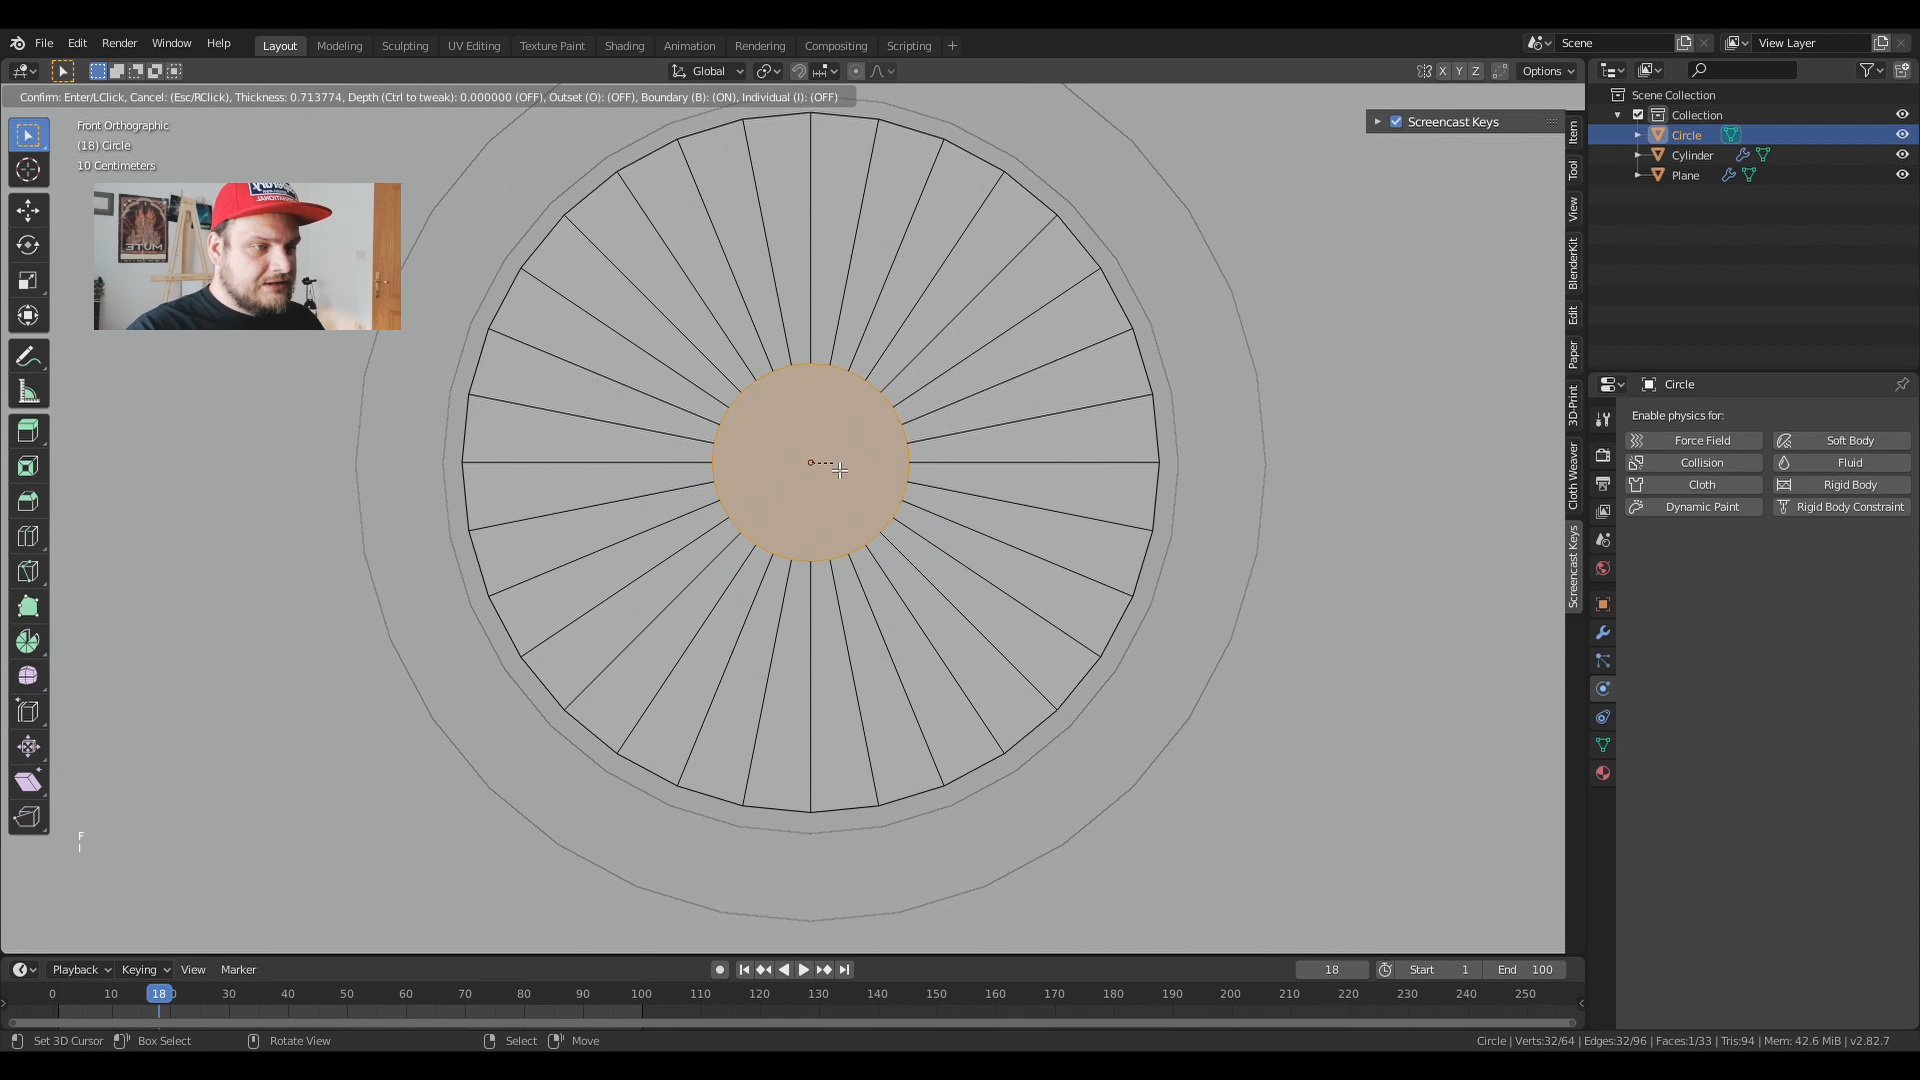 File Edit Render Window Help Layout Modeling Sculpting UV Editing Texture Paint Shading Animation Rendering Compositing Scripting + Scene View Layer
Global X Y Z Options
Confirm: Enter/LClick, Cancel: (Esc/RClick), Thickness: 0.713774, Depth (Ctrl to tweak): 0.000000 (OFF), Outset (O): (OFF), Boundary (B): (ON), Individual (I): (OFF)
Front Orthographic
(18) Circle
10 Centimeters
MUTE
Screencast Keys
Item
Tool
View
BlenderKit
Edit
Paper
3D-Print
Cloth Weaver
Screencast Keys
Scene Collection
Collection
Circle
Cylinder
Plane
Circle
Enable physics for:
Force Field Soft Body
Collision Fluid
Cloth Rigid Body
Dynamic Paint Rigid Body Constraint
F
I
Playback Keying View Marker 18 Start 1 End 100
0 10 18 30 40 50 60 70 80 90 100 110 120 130 140 150 160 170 180 190 200 210 220 230 240 250
Set 3D Cursor Box Select Rotate View Select Move Circle | Verts:32/64 | Edges:32/96 | Faces:1/33 | Tris:94 | Mem: 42.6 MiB | v2.82.7